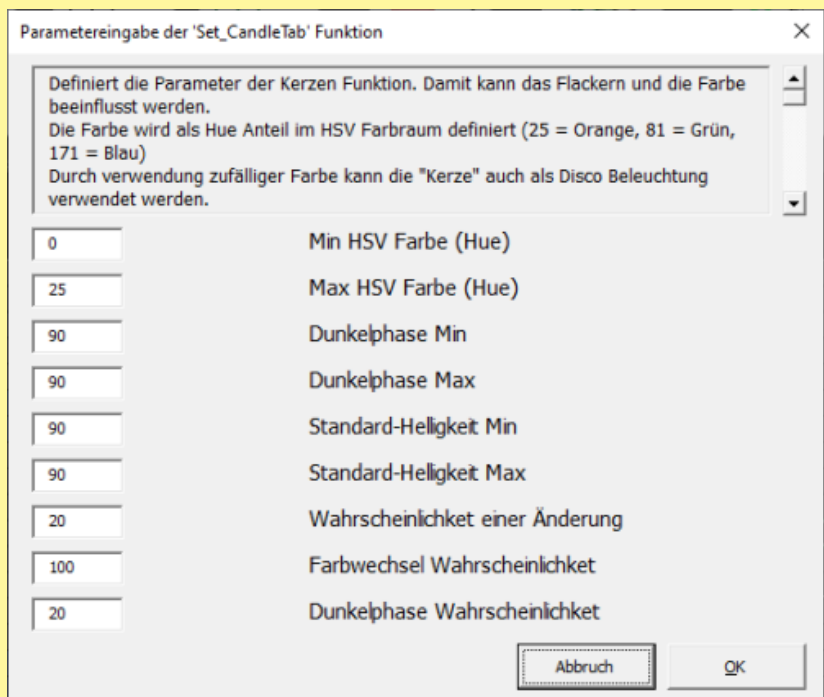 Parametereingabe der 'Set_CandleTab' Funktion
Definiert die Parameter der Kerzen Funktion. Damit kann das Flackern und die Farbe
beeinflusst werden.
Die Farbe wird als Hue Anteil im HSV Farbraum definiert (25 = Orange, 81 = Grün,
171 = Blau)
Durch verwendung zufälliger Farbe kann die "Kerze" auch als Disco Beleuchtung
verwendet werden.
0 Min HSV Farbe (Hue)
25 Max HSV Farbe (Hue)
90 Dunkelphase Min
90 Dunkelphase Max
90 Standard-Helligkeit Min
90 Standard-Helligkeit Max
20 Wahrscheinlichket einer Änderung
100 Farbwechsel Wahrscheinlichket
20 Dunkelphase Wahrscheinlichket
Abbruch OK